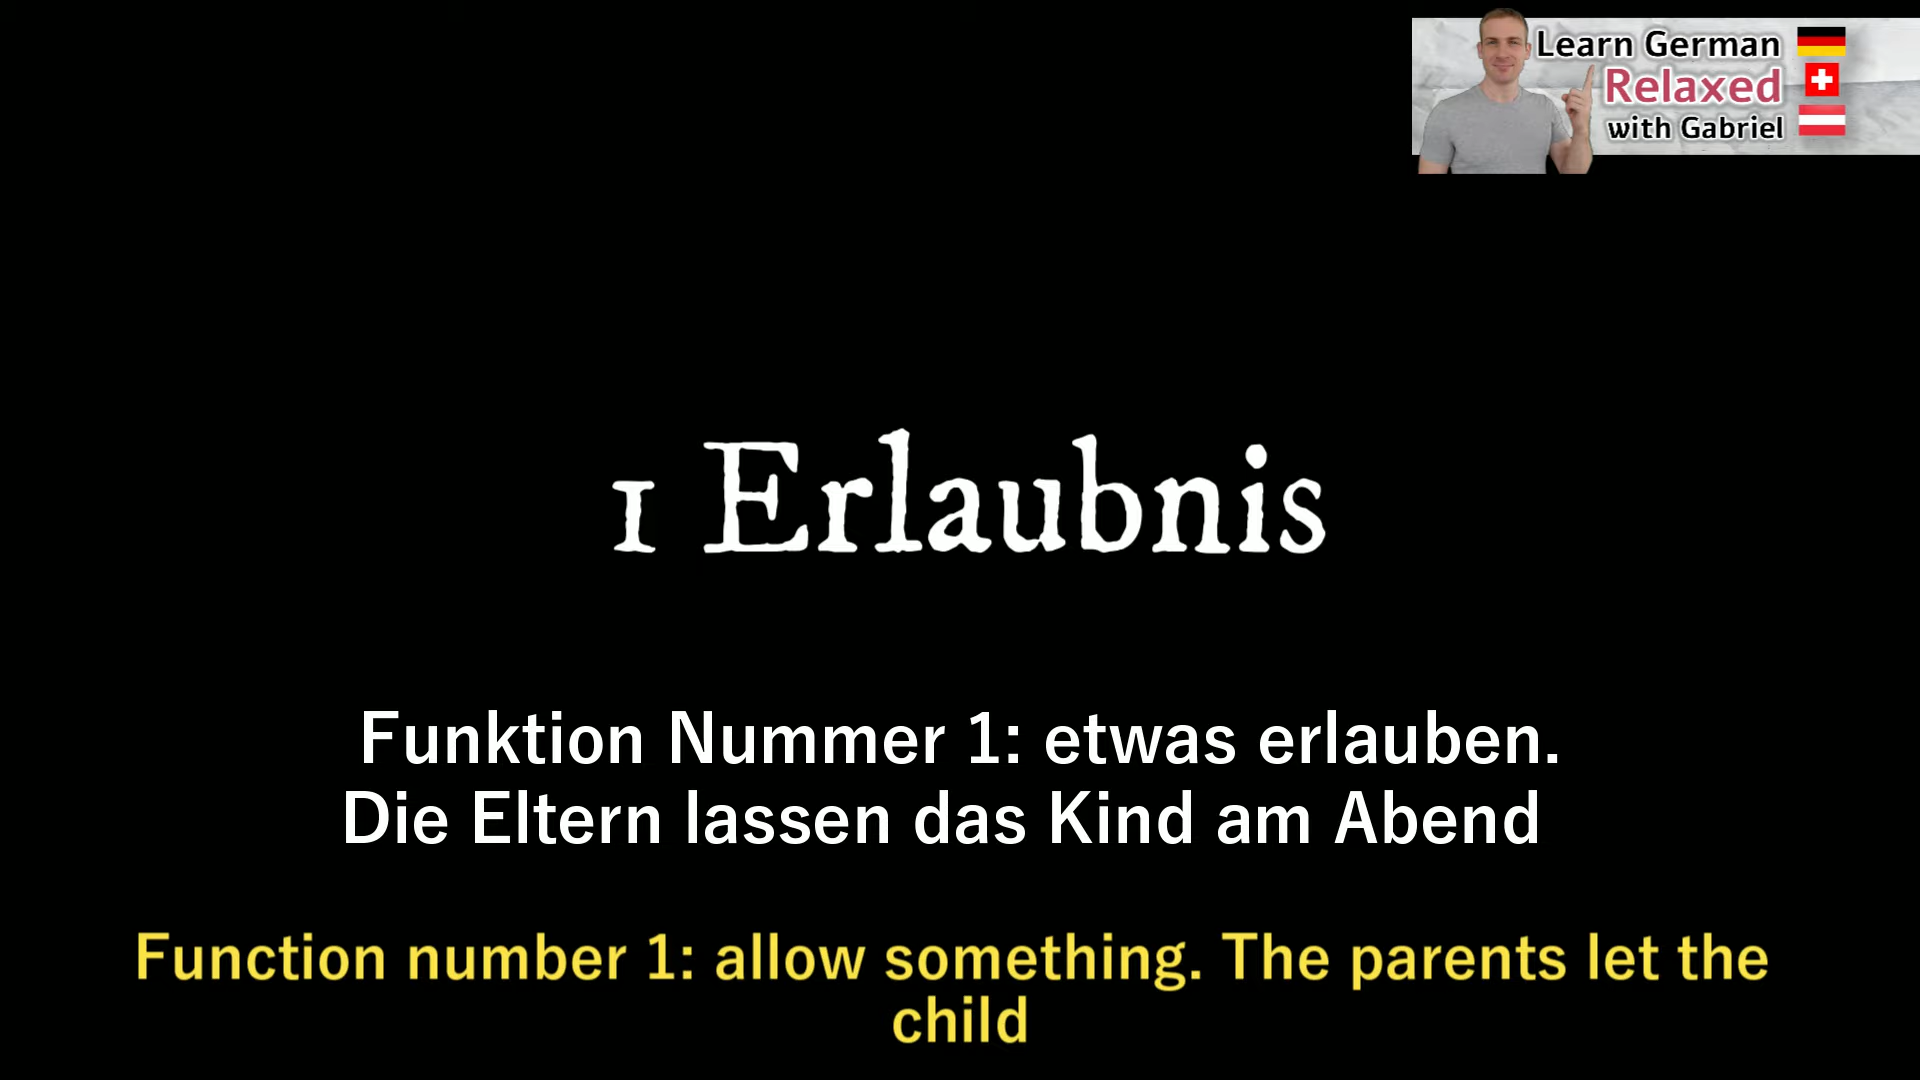 Learn German
Relaxed
with Gabriel
1 Erlaubnis
Funktion Nummer 1: etwas erlauben.
Die Eltern lassen das Kind am Abend
Function number 1: allow something. The parents let the
child